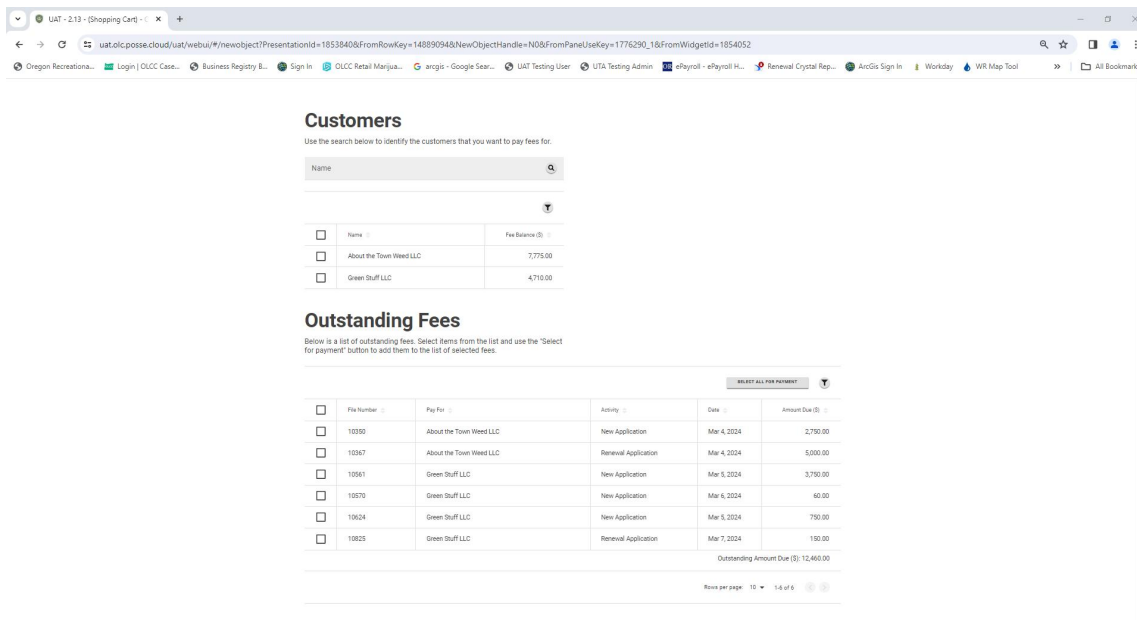 UAT - 2.13 - (Shopping Cart) - C
uat.olc.posse.cloud/uat/webui/#/newobject?PresentationId=1853840&FromRowKey=14889094&NewObjectHandle=N0&FromPaneUseKey=1776290_1&FromWidgetId=1854052
Oregon Recreationa... Login | OLCC Case... Business Registry B... Sign In OLCC Retail Marijua... arcgis - Google Sear... UAT Testing User UTA Testing Admin ePayroll - ePayroll H... Renewal Crystal Rep... ArcGis Sign In Workday WR Map Tool » All Bookmark
Customers
Use the search below to identify the customers that you want to pay fees for.
Name
Name Fee Balance ($)
About the Town Weed LLC 7,775.00
Green Stuff LLC 4,710.00
Outstanding Fees
Below is a list of outstanding fees. Select items from the list and use the "Select
for payment" button to add them to the list of selected fees.
SELECT ALL FOR PAYMENT
File Number Pay For Activity Date Amount Due ($)
10350 About the Town Weed LLC New Application Mar 4, 2024 2,750.00
10367 About the Town Weed LLC Renewal Application Mar 4, 2024 5,000.00
10561 Green Stuff LLC New Application Mar 5, 2024 3,750.00
10570 Green Stuff LLC New Application Mar 6, 2024 60.00
10624 Green Stuff LLC New Application Mar 5, 2024 750.00
10825 Green Stuff LLC Renewal Application Mar 7, 2024 150.00
Outstanding Amount Due ($): 12,460.00
Rows per page: 10 1-6 of 6